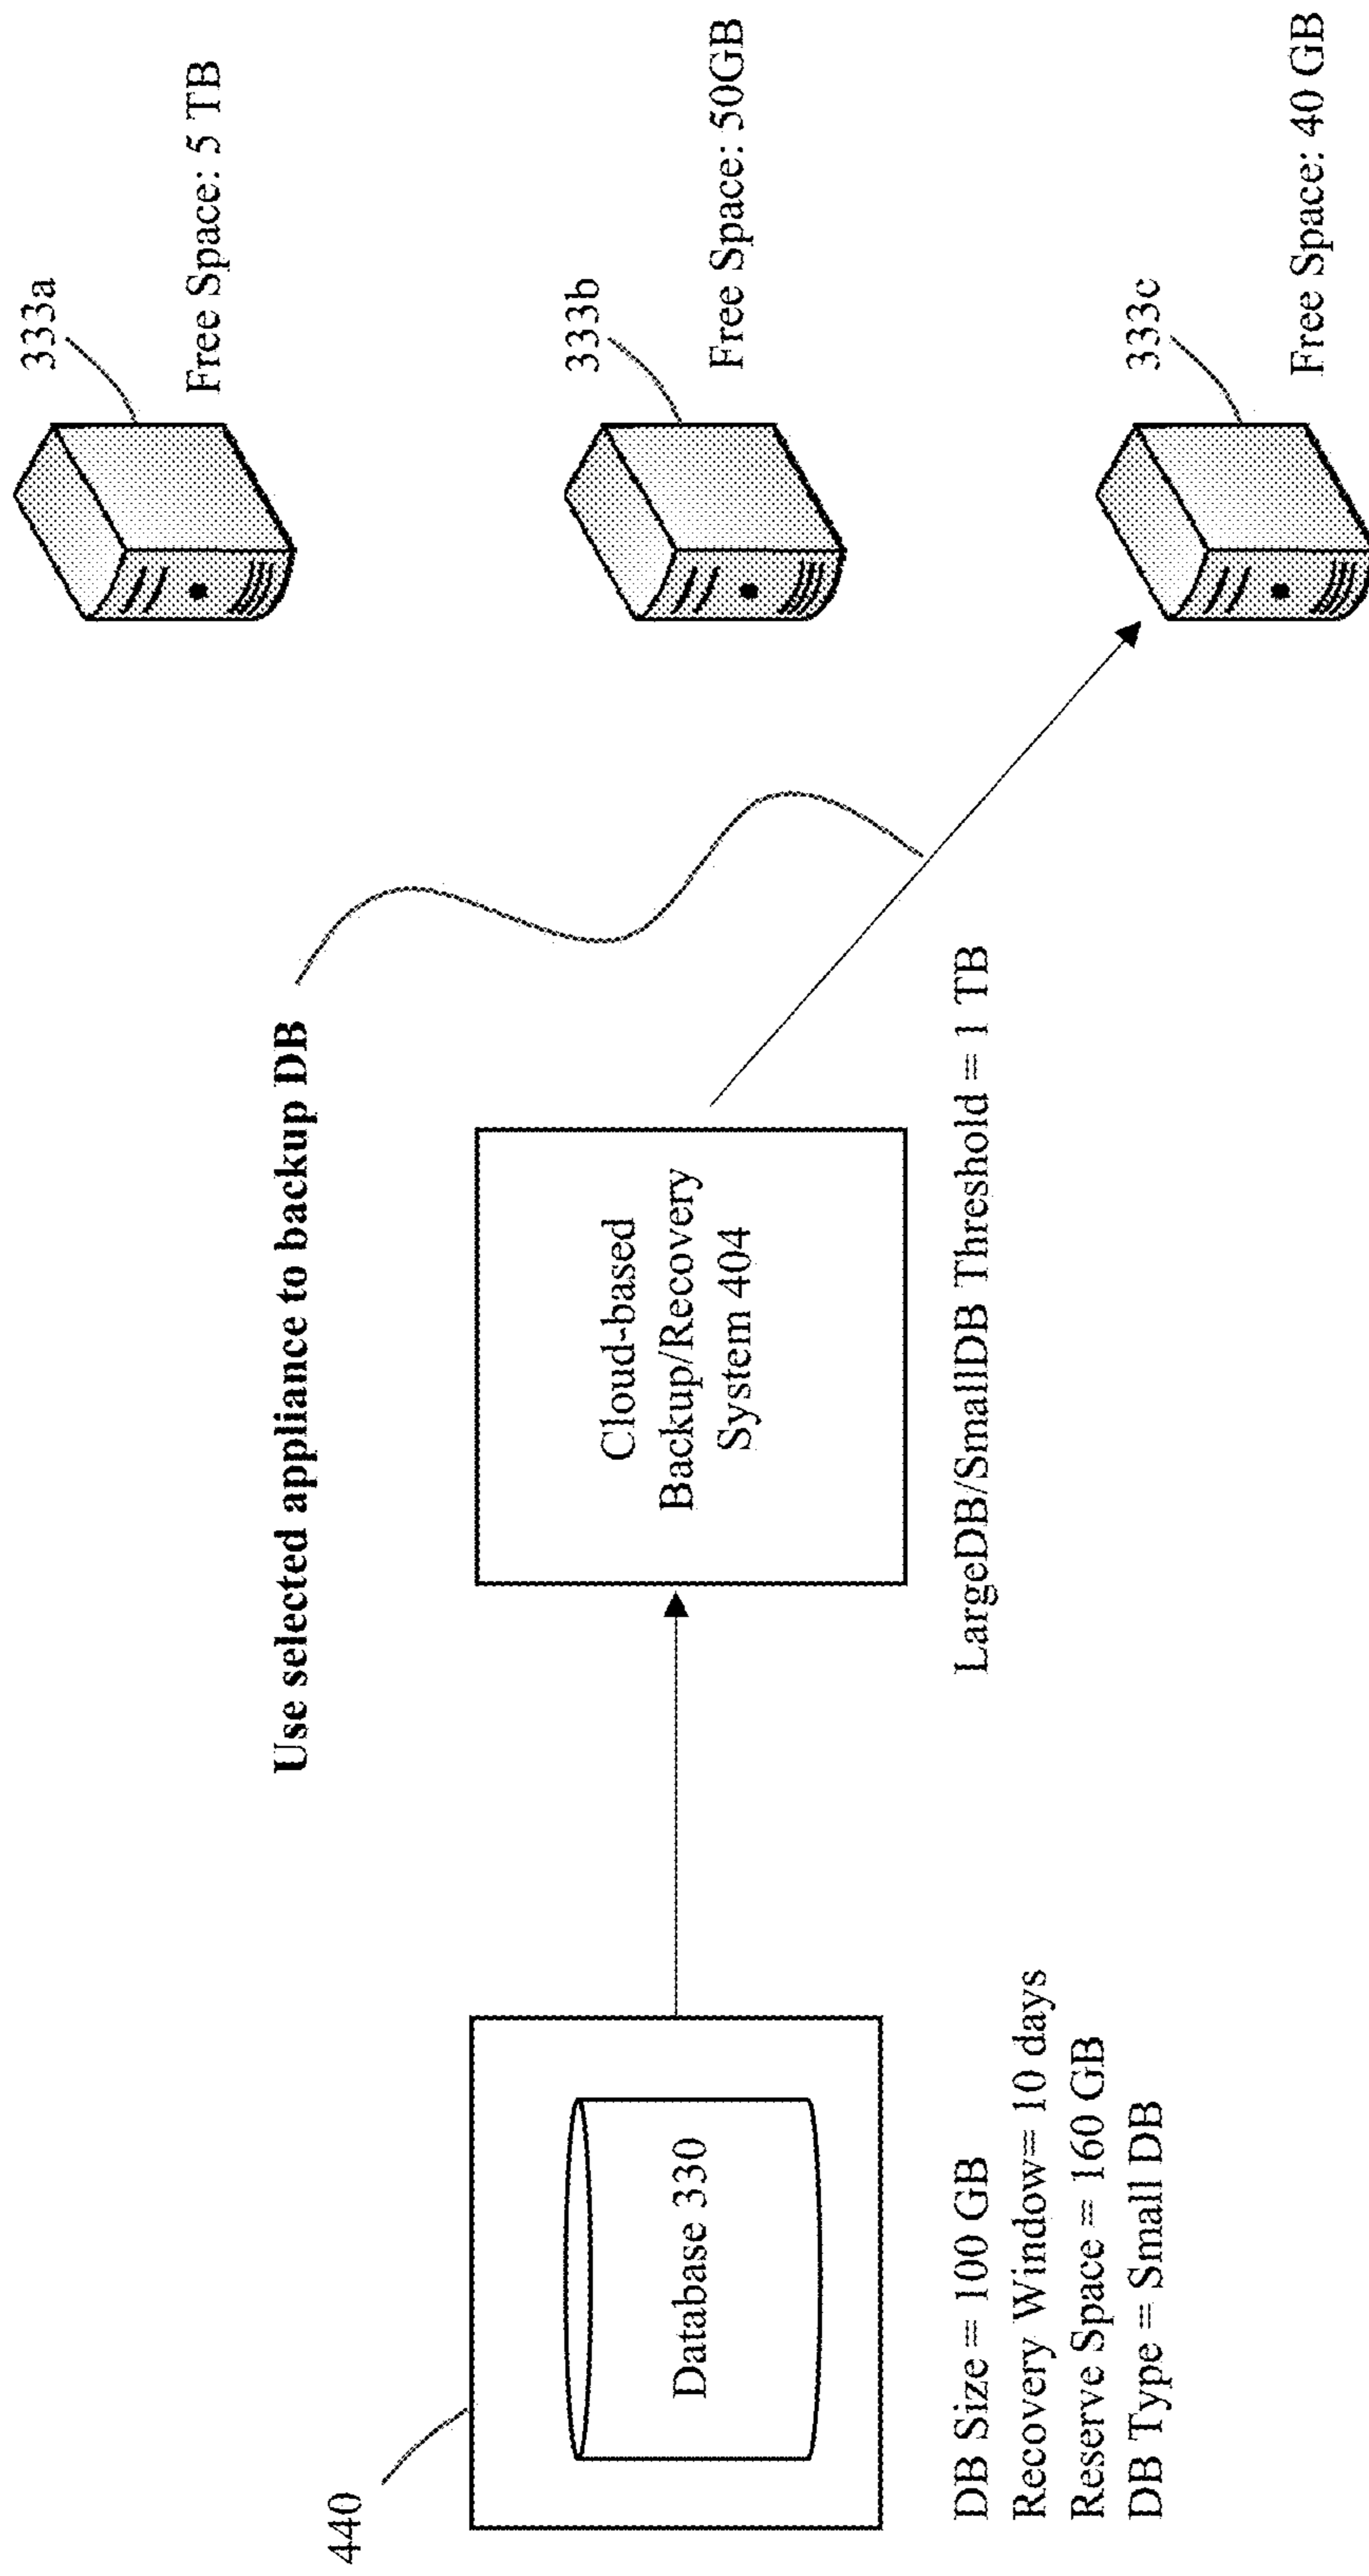 Use selected appliance to backup DB
440
Database 330
DB Size = 100 GB
Recovery Window= 10 days
Reserve Space = 160 GB
DB Type = Small DB
Cloud-based
Backup/Recovery
System 404
LargeDB/SmallDB Threshold = 1 TB
333a
Free Space: 5 TB
333b
Free Space: 50GB
333c
Free Space: 40 GB